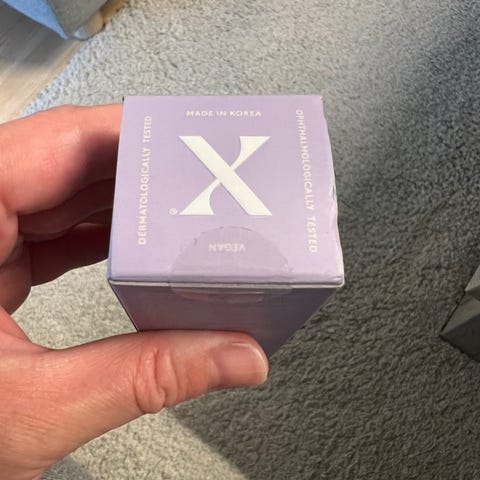 MADE IN KOREA
DERMATOLOGICALLY TESTED
X
®
OPHTHALMOLOGICALLY TESTED
VEGAN